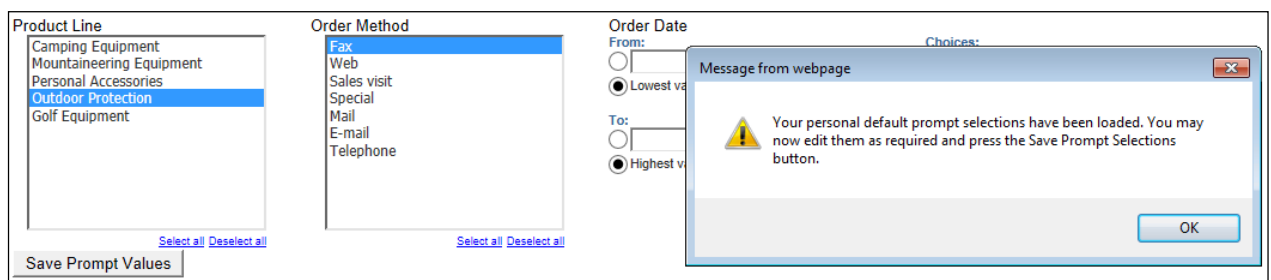 Product Line
Camping Equipment
Mountaineering Equipment
Personal Accessories
Outdoor Protection
Golf Equipment
Select all Deselect all
Save Prompt Values
Order Method
Fax
Web
Sales visit
Special
Mail
E-mail
Telephone
Select all Deselect all
Order Date
From:
Lowest va
To:
Highest v
Choices:
Message from webpage
Your personal default prompt selections have been loaded. You may
now edit them as required and press the Save Prompt Selections
button.
OK